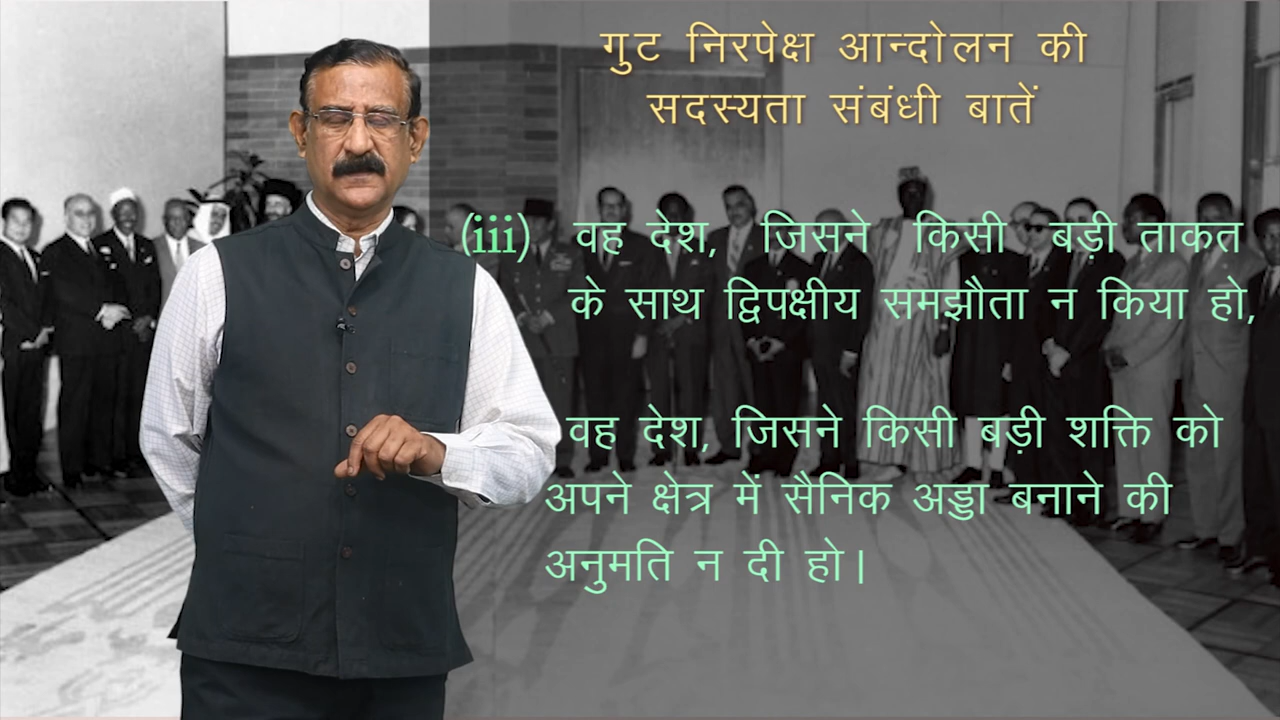 गुट निरपेक्ष आन्दोलन की
सदस्यता संबंधी बातें
(iii) वह देश, जिसने किसी बड़ी ताकत
के साथ द्विपक्षीय समझौता न किया हो,
वह देश, जिसने किसी बड़ी शक्ति को
अपने क्षेत्र में सैनिक अड्डा बनाने की
अनुमति न दी हो।